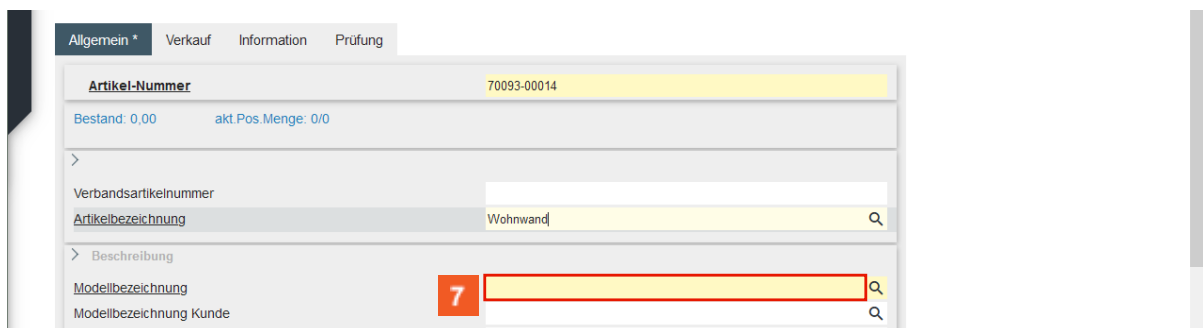 Allgemein * Verkauf Information Prüfung
Artikel-Nummer 70093-00014
Bestand: 0,00 akt.Pos.Menge: 0/0
Verbandsartikelnummer
Artikelbezeichnung Wohnwand
Beschreibung
Modellbezeichnung 7
Modellbezeichnung Kunde